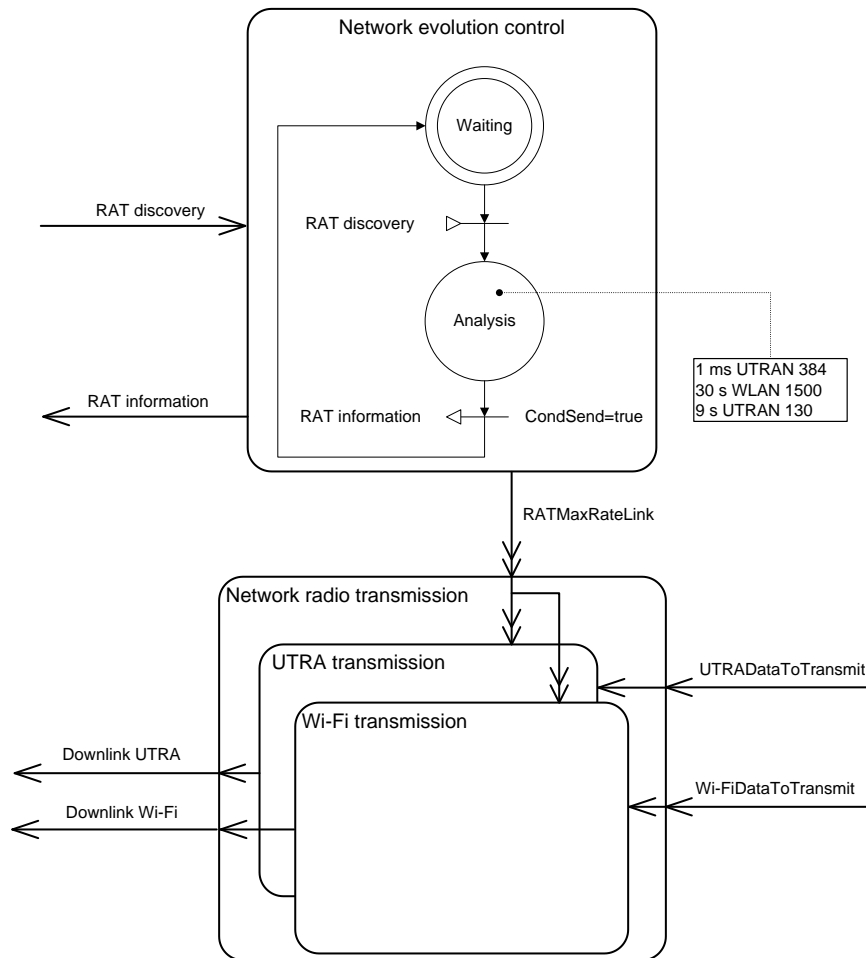 Network evolution control
Waiting
RAT discovery
RAT discovery
Analysis
1 ms UTRAN 384
30 s WLAN 1500
9 s UTRAN 130
RAT information
RAT information
CondSend=true
RATMaxRateLink
Network radio transmission
UTRA transmission
UTRADataToTransmit
Wi-Fi transmission
Downlink UTRA
Wi-FiDataToTransmit
Downlink Wi-Fi